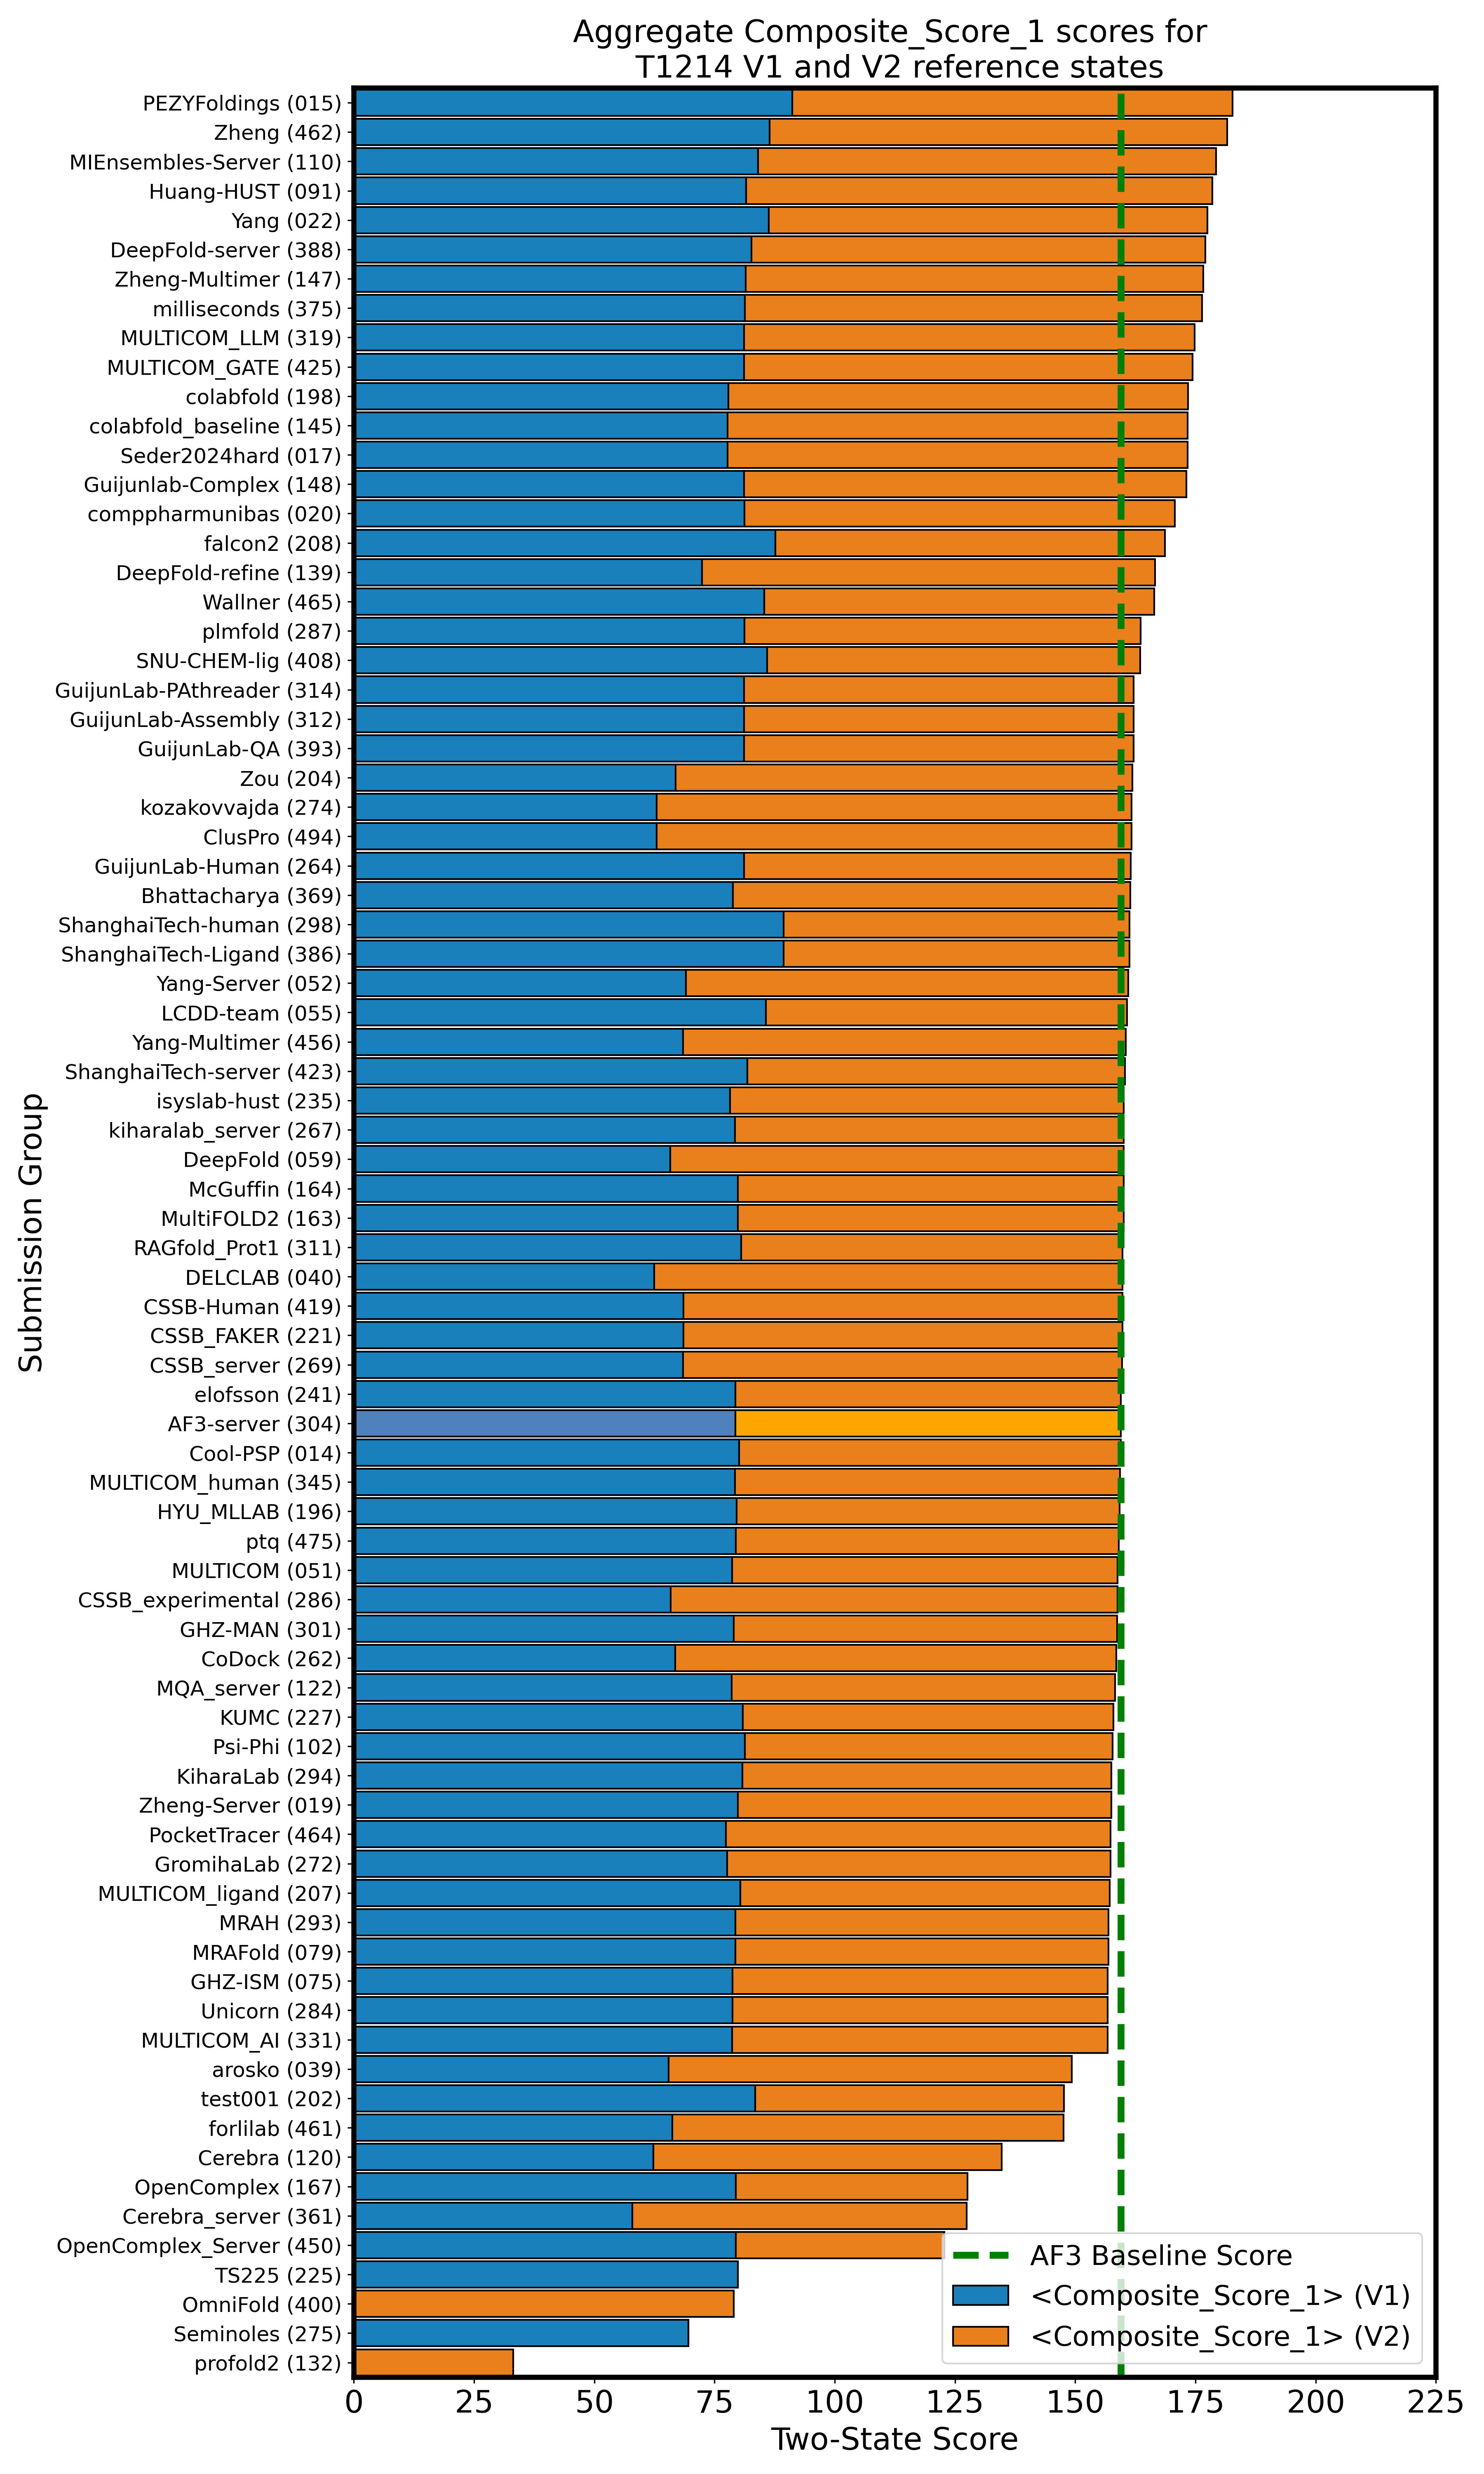 Aggregate Composite_Score_1 scores for
T1214 V1 and V2 reference states
PEZYFoldings (015)
Zheng (462)
MIEnsembles-Server (110)
Huang-HUST (091)
Yang (022)
DeepFold-server (388)
Zheng-Multimer (147)
milliseconds (375)
MULTICOM_LLM (319)
MULTICOM_GATE (425)
colabfold (198)
colabfold_baseline (145)
Seder2024hard (017)
Guijunlab-Complex (148)
comppharmunibas (020)
falcon2 (208)
DeepFold-refine (139)
Wallner (465)
plmfold (287)
SNU-CHEM-lig (408)
GuijunLab-PAthreader (314)
GuijunLab-Assembly (312)
GuijunLab-QA (393)
Zou (204)
kozakovvajda (274)
ClusPro (494)
GuijunLab-Human (264)
Bhattacharya (369)
ShanghaiTech-human (298)
ShanghaiTech-Ligand (386)
Yang-Server (052)
LCDD-team (055)
Yang-Multimer (456)
ShanghaiTech-server (423)
isyslab-hust (235)
kiharalab_server (267)
DeepFold (059)
McGuffin (164)
MultiFOLD2 (163)
RAGfold_Prot1 (311)
DELCLAB (040)
CSSB-Human (419)
CSSB_FAKER (221)
CSSB_server (269)
elofsson (241)
AF3-server (304)
Cool-PSP (014)
MULTICOM_human (345)
HYU_MLLAB (196)
ptq (475)
MULTICOM (051)
CSSB_experimental (286)
GHZ-MAN (301)
CoDock (262)
MQA_server (122)
KUMC (227)
Psi-Phi (102)
KiharaLab (294)
Zheng-Server (019)
PocketTracer (464)
GromihaLab (272)
MULTICOM_ligand (207)
MRAH (293)
MRAFold (079)
GHZ-ISM (075)
Unicorn (284)
MULTICOM_AI (331)
arosko (039)
test001 (202)
forlilab (461)
Cerebra (120)
OpenComplex (167)
Cerebra_server (361)
OpenComplex_Server (450)
TS225 (225)
OmniFold (400)
Seminoles (275)
profold2 (132)
Submission Group
AF3 Baseline Score
<Composite_Score_1> (V1)
<Composite_Score_1> (V2)
0 25 50 75 100 125 150 175 200 225
Two-State Score